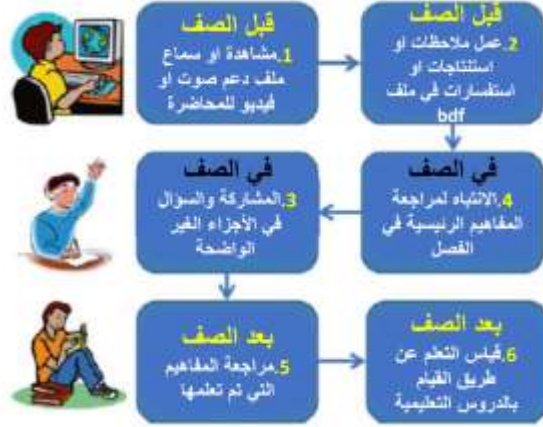 قبل الصف
1.مشاهدة او سماع
ملف دعم صوت او
فيديو للمحاضرة
قبل الصف
2.عمل ملاحظات او
استنتاجات او
استفسارات في ملف
bdf
في الصف
4.الانتباه لمراجعة
المفاهيم الرئيسية في
الفصل
في الصف
3.المشاركة والسوال
في الأجزاء الغير
الواضحة
بعد الصف
5.مراجعة المفاهيم
التي تم تعلمها
بعد الصف
6.قياس التعلم عن
طريق القيام
بالدروس التعليمية